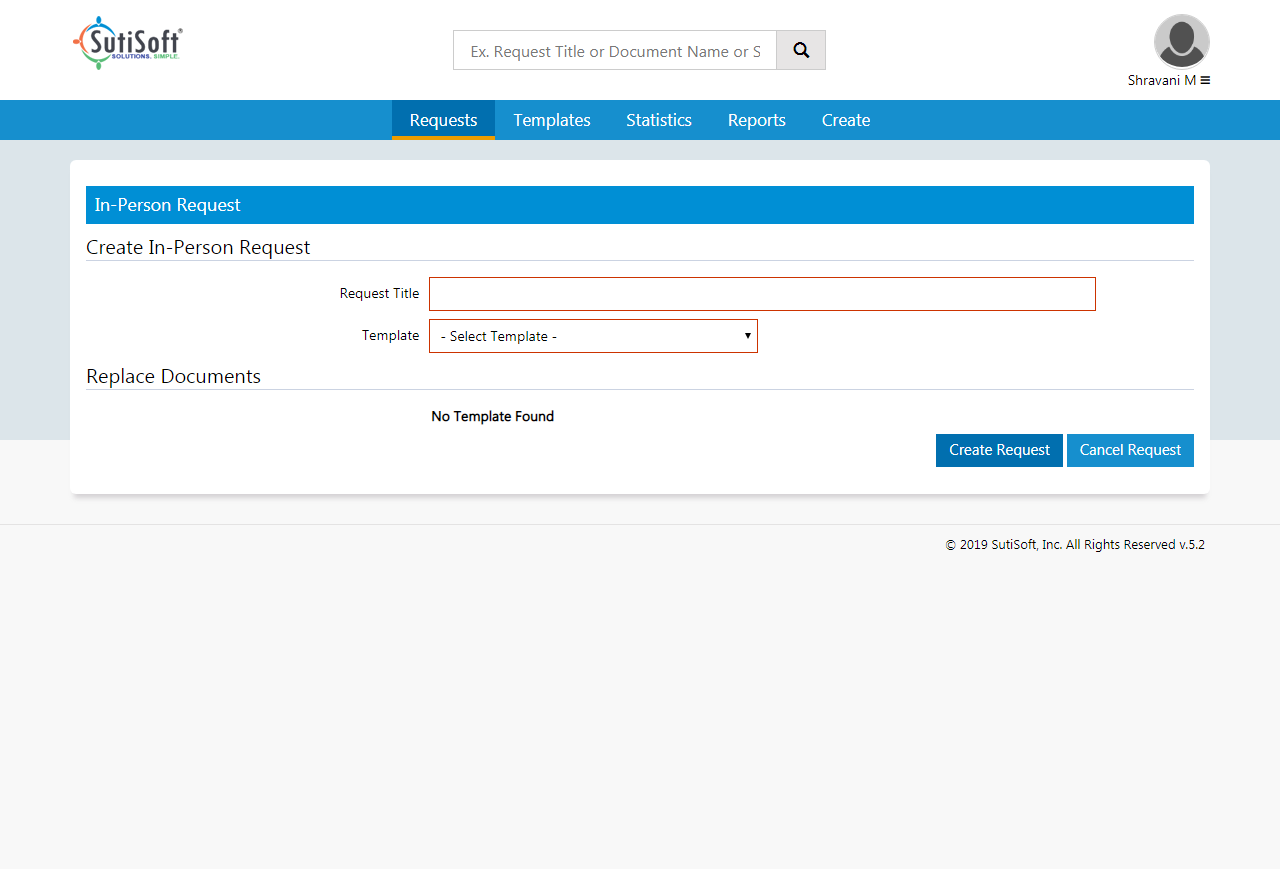 SutiSoft®
SOLUTIONS. SIMPLE.
Ex. Request Title or Document Name or S
Shravani M
Requests Templates Statistics Reports Create
In-Person Request
Create In-Person Request
Request Title
Template - Select Template -
Replace Documents
No Template Found
Create Request Cancel Request
© 2019 SutiSoft, Inc. All Rights Reserved v.5.2